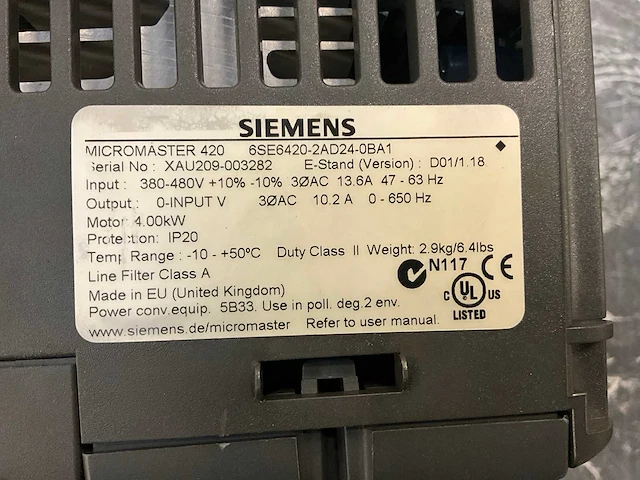 SIEMENS
MICROMASTER 420 6SE6420-2AD24-0BA1
Serial No : XAU209-003282 E-Stand (Version) : D01/1.18
Input : 380-480V +10% -10% 3ØAC 13.6A 47 - 63 Hz
Output : 0-INPUT V 3ØAC 10.2 A 0 - 650 Hz
Motor 4.00kW
Protection: IP20
Temp Range : -10 - +50ºC Duty Class II Weight: 2.9kg/6.4lbs
Line Filter Class A
N117 CE
Made in EU (United Kingdom)
C UL US
Power conv.equip. 5B33. Use in poll. deg.2 env.
LISTED
www.siemens.de/micromaster Refer to user manual.